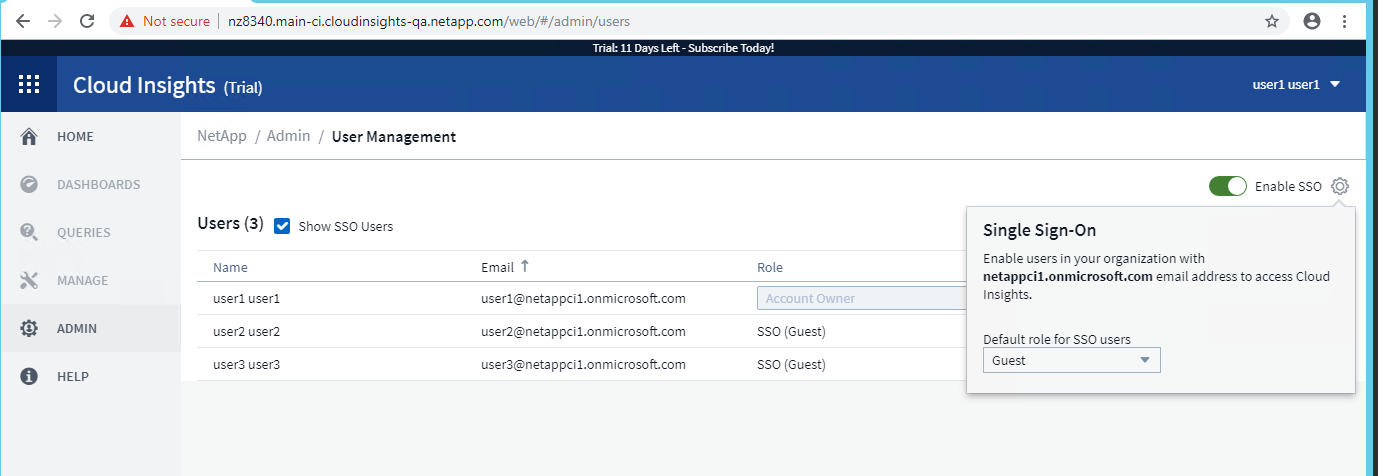 Not secure | nz8340.main-ci.cloudinsights-qa.netapp.com/web/#/admin/users
Trial: 11 Days Left - Subscribe Today!
Cloud Insights (Trial)
user1 user1
HOME
DASHBOARDS
QUERIES
MANAGE
ADMIN
HELP
NetApp / Admin / User Management
Enable SSO
Users (3)
Show SSO Users
Name Email ↑ Role
user1 user1 user1@netappci1.onmicrosoft.com Account Owner
user2 user2 user2@netappci1.onmicrosoft.com SSO (Guest)
user3 user3 user3@netappci1.onmicrosoft.com SSO (Guest)
Single Sign-On
Enable users in your organization with
netappci1.onmicrosoft.com email address to access Cloud
Insights.
Default role for SSO users
Guest